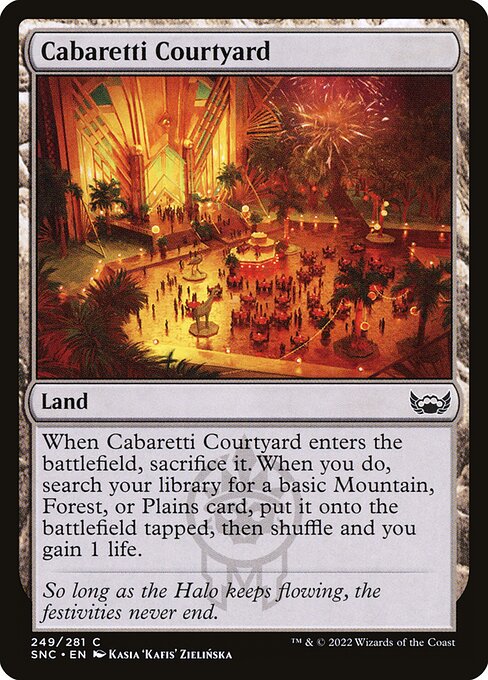 Cabaretti Courtyard
Land
When Cabaretti Courtyard enters the
battlefield, sacrifice it. When you do,
search your library for a basic Mountain,
Forest, or Plains card, put it onto the
battlefield tapped, then shuffle and you
gain 1 life.
So long as the Halo keeps flowing, the
festivities never end.
249/281 C
SNC • EN Kasia ‘Kafis’ Zielińska
™ & © 2022 Wizards of the Coast